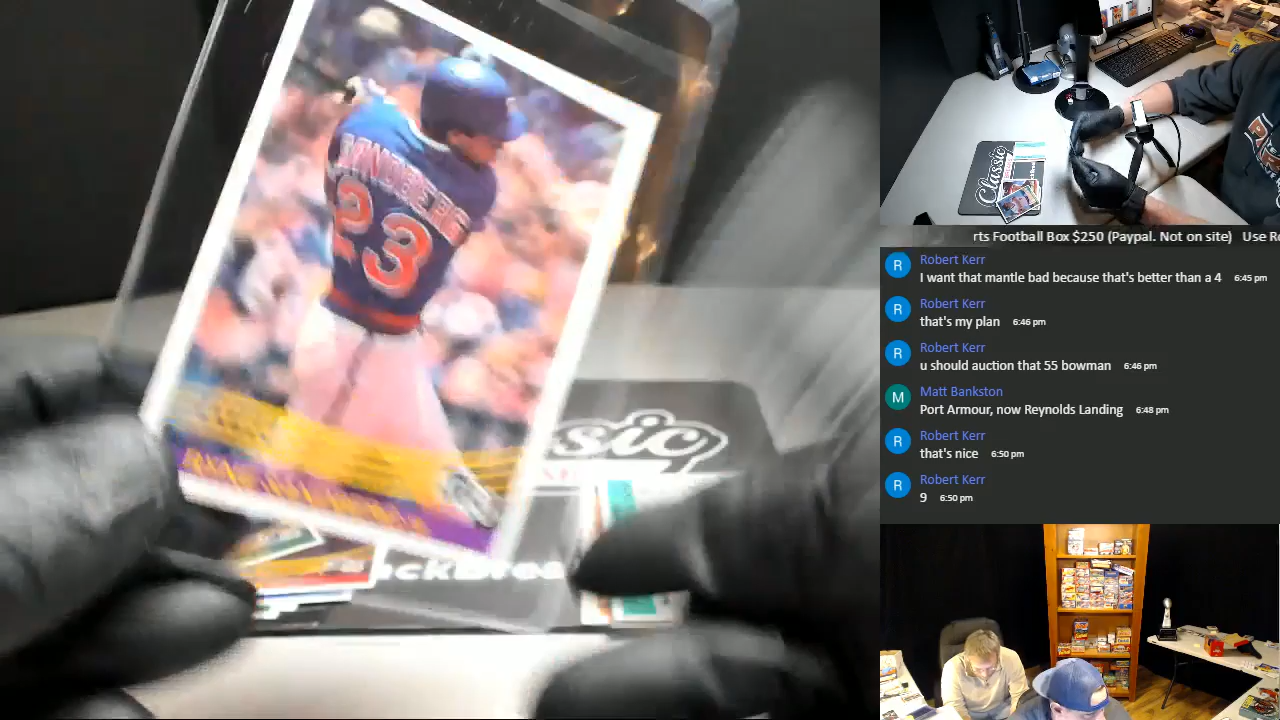 23
rts Football Box $250 (Paypal. Not on site) Use Ro
Robert Kerr
I want that mantle bad because that's better than a 4 6:45 pm
Robert Kerr
that's my plan 6:46 pm
Robert Kerr
u should auction that 55 bowman 6:46 pm
Matt Bankston
Port Armour, now Reynolds Landing 6:48 pm
Robert Kerr
that's nice 6:50 pm
Robert Kerr
9 6:50 pm
Classic
R
R
R
M
R
R